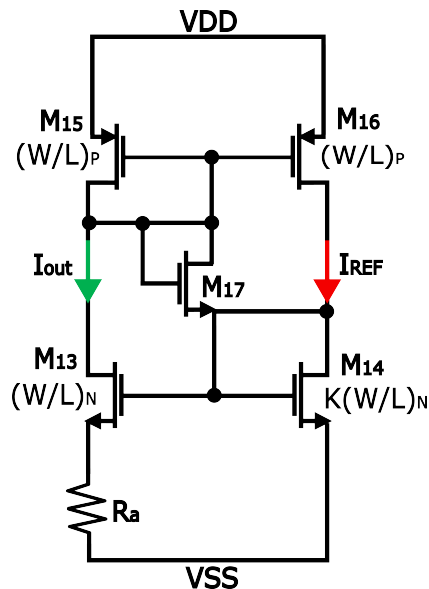 VDD
M15
(W/L)P
M16
(W/L)P
Iout
M17
IREF
M13
(W/L)N
M14
K(W/L)N
Ra
VSS